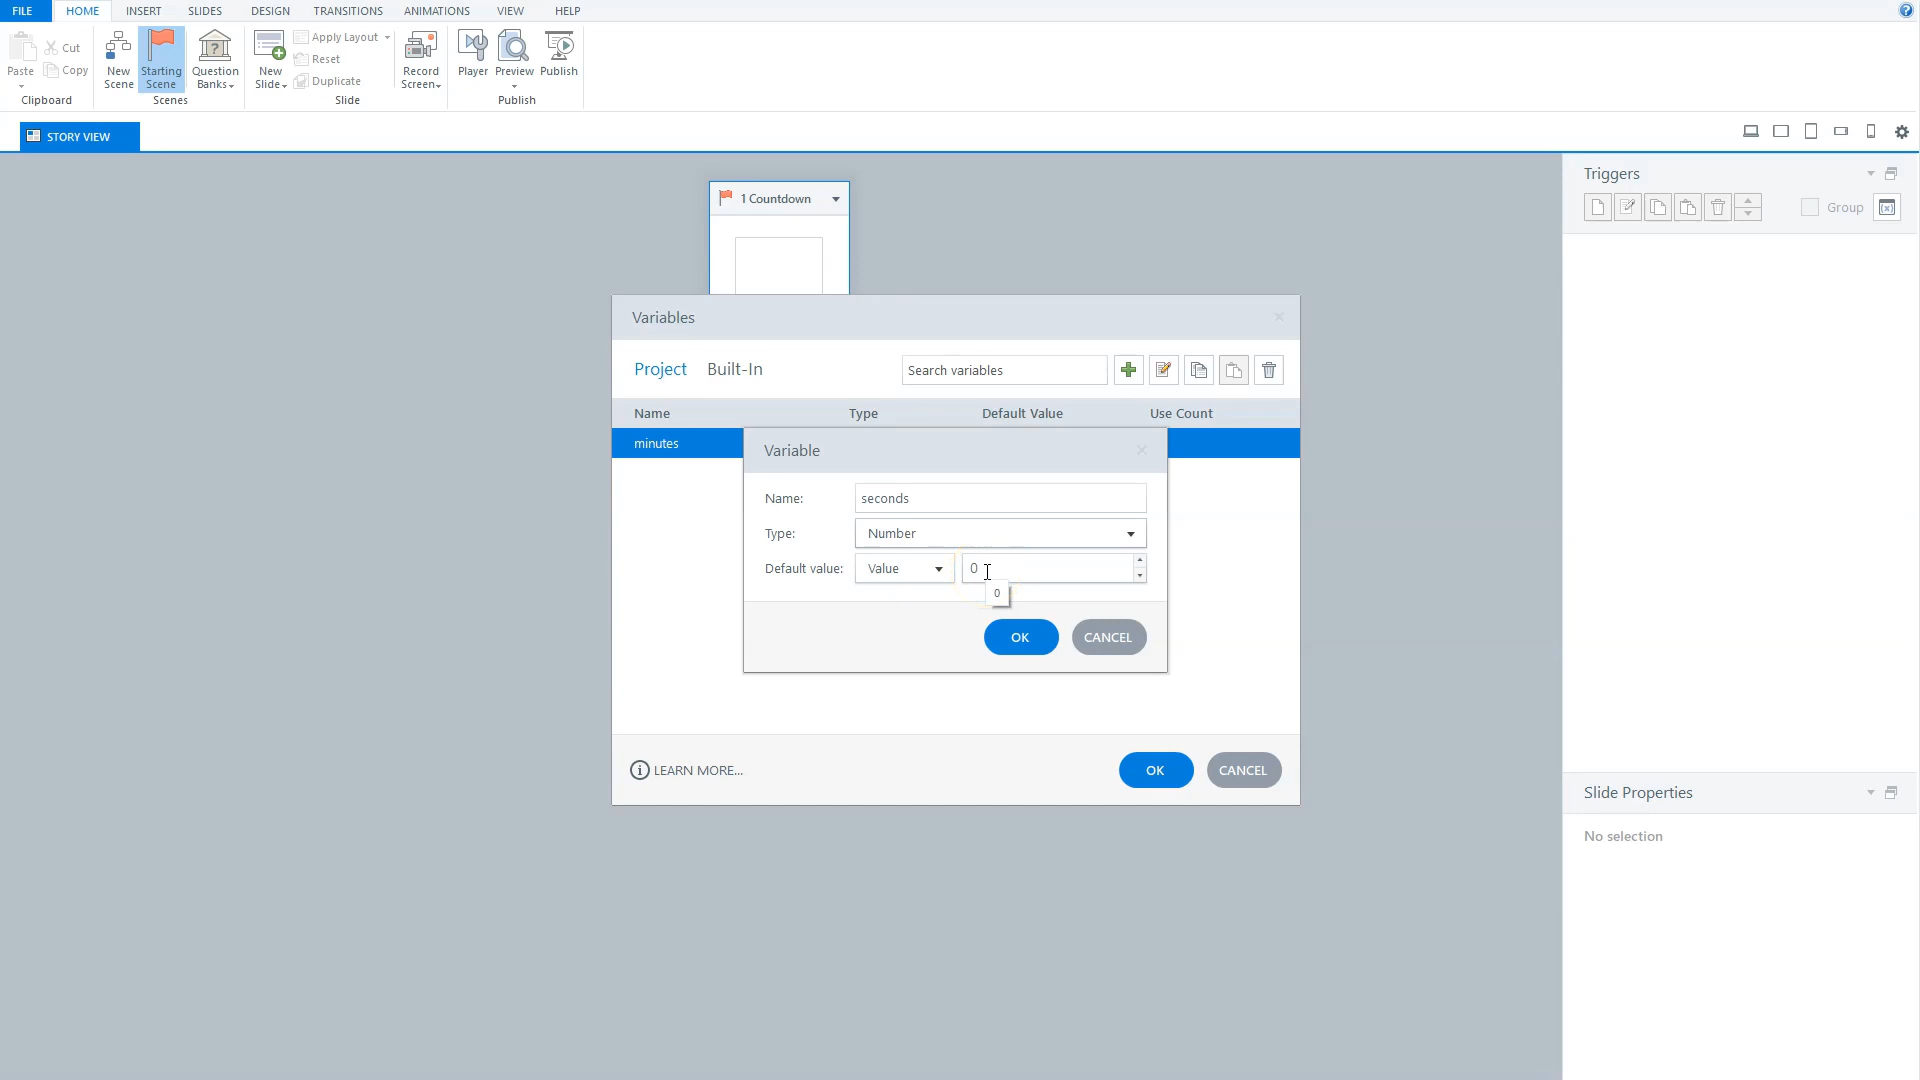 FILE HOME INSERT SLIDES DESIGN TRANSITIONS ANIMATIONS VIEW HELP
Paste
Cut
Copy
Clipboard
New Scene
Starting Scene
Question Banks
Scenes
New Slide
Apply Layout
Reset
Duplicate
Slide
Record Screen
Player
Preview
Publish
Publish
STORY VIEW
1 Countdown
Triggers
Group
Variables
Project Built-In
Search variables
Name Type Default Value Use Count
minutes
Variable
Name: seconds
Type: Number
Default value: Value 0
0
OK CANCEL
LEARN MORE...
OK CANCEL
Slide Properties
No selection